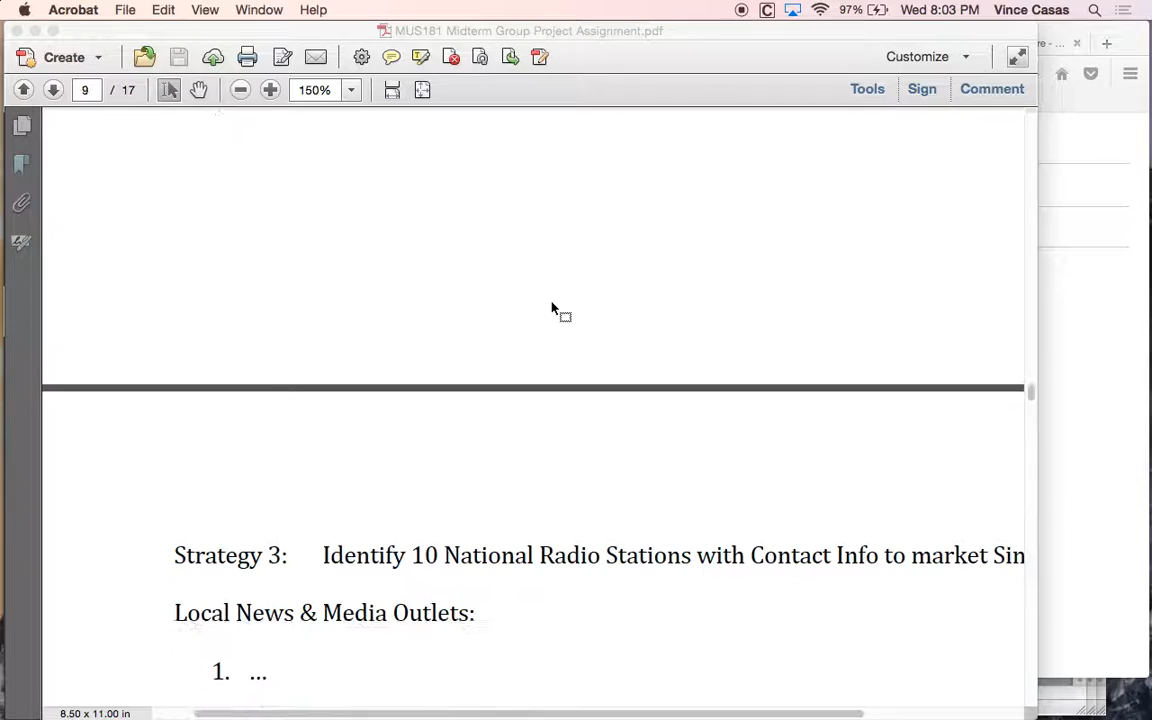 Acrobat File Edit View Window Help 97% Wed 8:03 PM Vince Casas
MUS181 Midterm Group Project Assignment.pdf
re - ...
Create Customize
9 / 17 150% Tools Sign Comment
Strategy 3: Identify 10 National Radio Stations with Contact Info to market Sin
Local News & Media Outlets:
1. ...
8.50 x 11.00 in